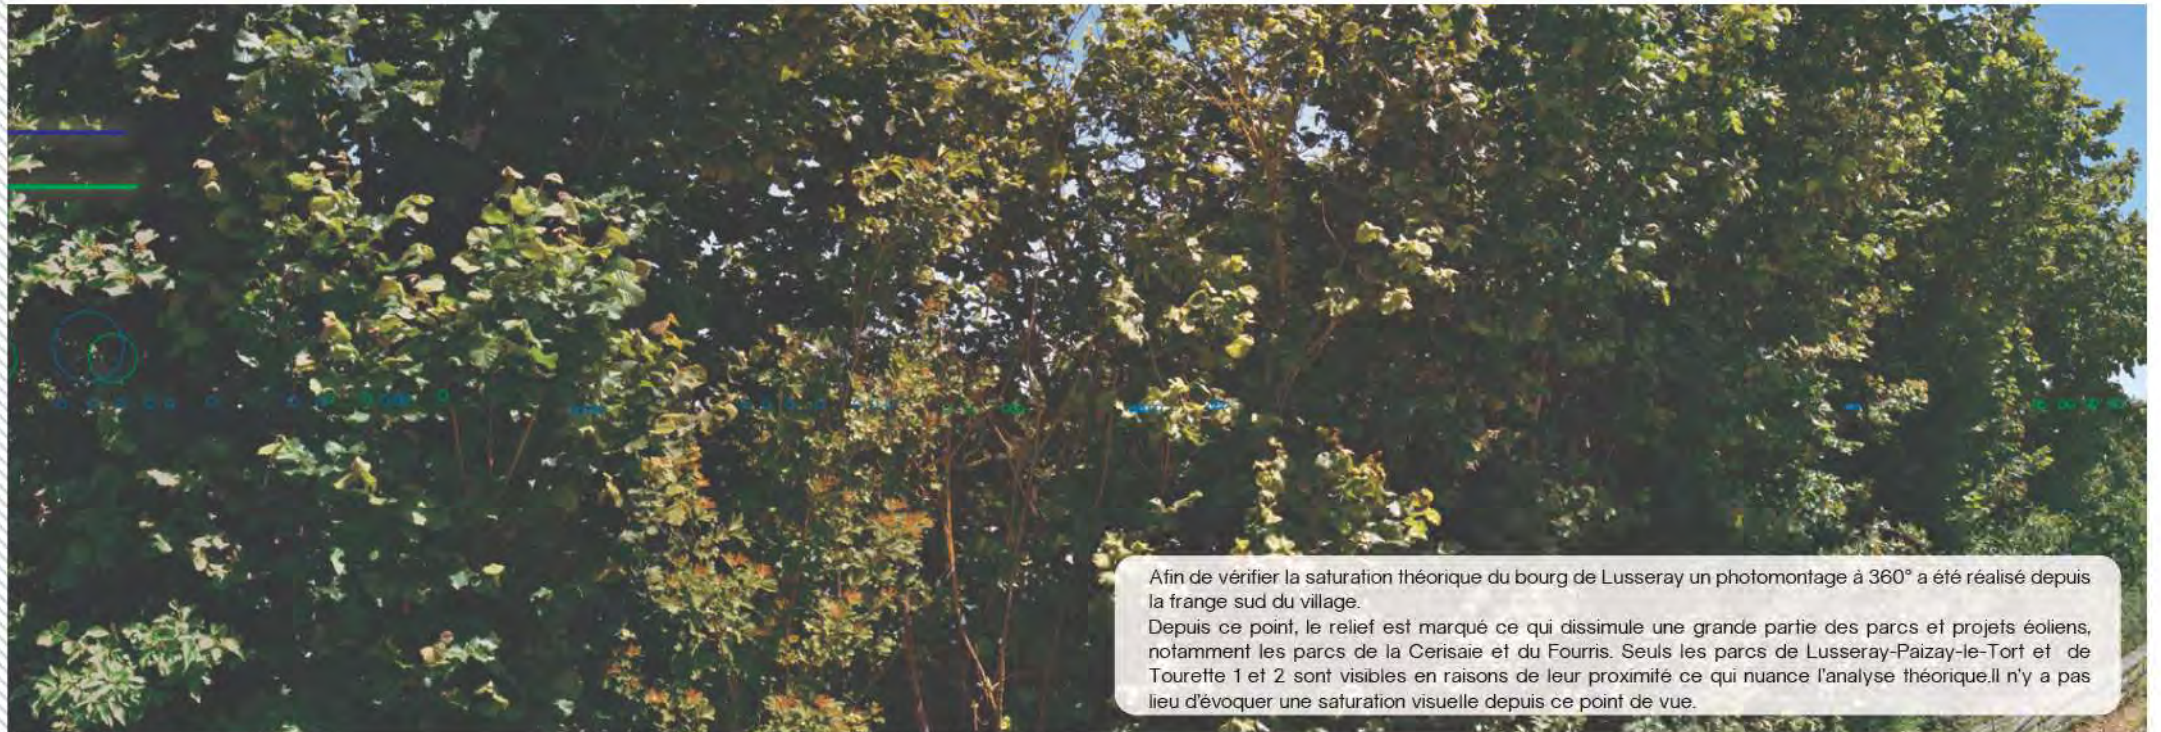 Afin de vérifier la saturation théorique du bourg de Lusseray un photomontage à 360° a été réalisé depuis
la frange sud du village.
Depuis ce point, le relief est marqué ce qui dissimule une grande partie des parcs et projets éoliens,
notamment les parcs de la Cerisaie et du Fourris. Seuls les parcs de Lusseray-Paizay-le-Tort et de
Tourette 1 et 2 sont visibles en raisons de leur proximité ce qui nuance l'analyse théorique.Il n'y a pas
lieu d'évoquer une saturation visuelle depuis ce point de vue.